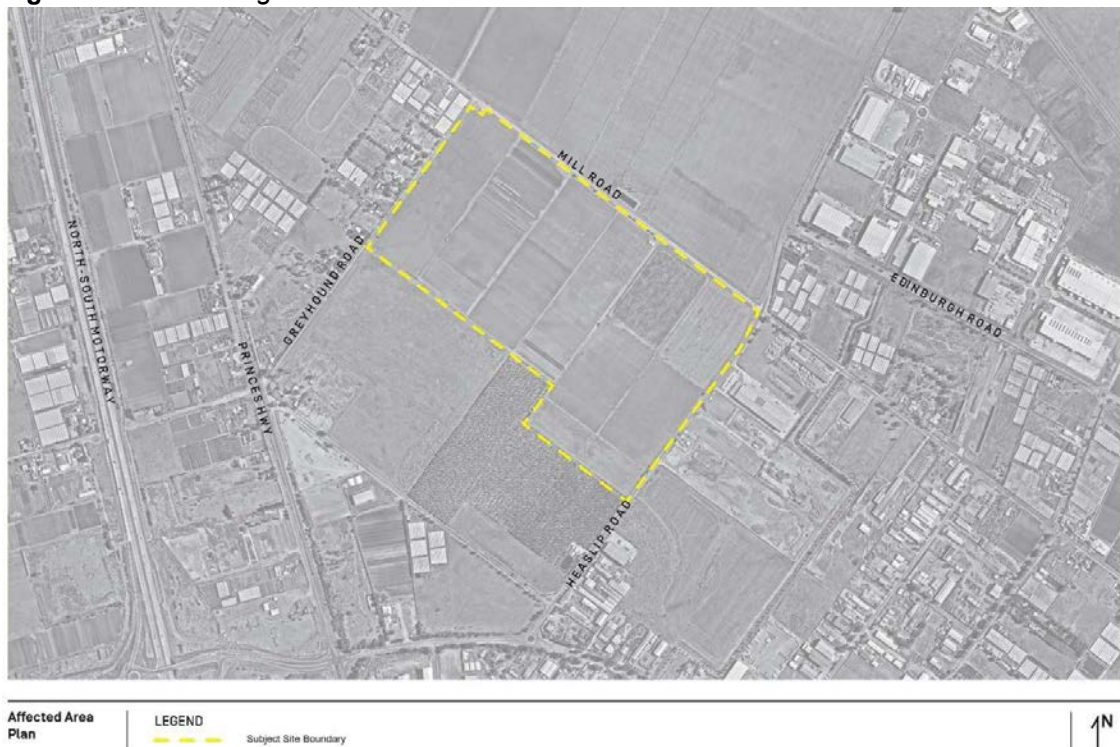 MILL ROAD
NORTH-SOUTH MOTORWAY
GREYHOUND ROAD
PRINCES HWY
EDINBURGH ROAD
HEASLIP ROAD
Affected Area
Plan
LEGEND
Subject Site Boundary
N